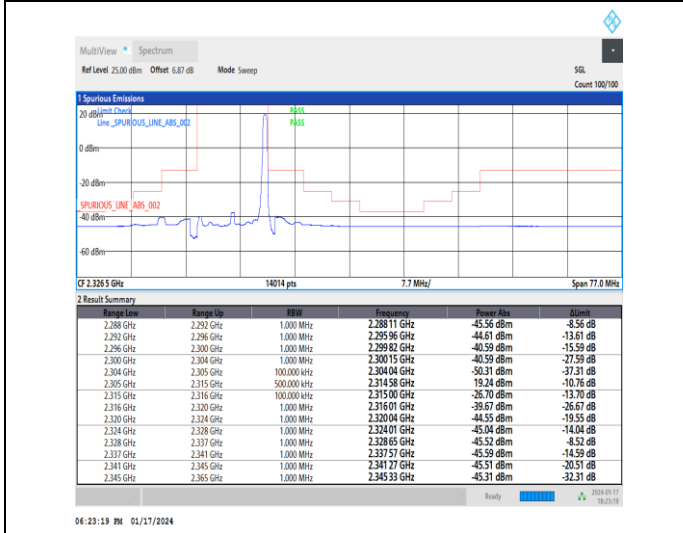 MultiView Spectrum
Ref Level 25.00 dBm Offset 6.87 dB Mode Sweep SGL
Count 100/100
1 Spurious Emissions
Limit Check PASS
20 dBm
Line _SPURIOUS_LINE_ABS_002 PASS
0 dBm
-20 dBm
SPURIOUS_LINE_ABS_002
-40 dBm
-60 dBm
CF 2.326 5 GHz 14014 pts 7.7 MHz/ Span 77.0 MHz
2 Result Summary
Range Low Range Up RBW Frequency Power Abs ΔLimit
2.288 GHz 2.292 GHz 1.000 MHz 2.288 11 GHz -45.56 dBm -8.56 dB
2.292 GHz 2.296 GHz 1.000 MHz 2.295 96 GHz -44.61 dBm -13.61 dB
2.296 GHz 2.300 GHz 1.000 MHz 2.299 82 GHz -40.59 dBm -15.59 dB
2.300 GHz 2.304 GHz 1.000 MHz 2.300 15 GHz -40.59 dBm -27.59 dB
2.304 GHz 2.305 GHz 100.000 kHz 2.304 04 GHz -50.31 dBm -37.31 dB
2.305 GHz 2.315 GHz 500.000 kHz 2.314 58 GHz 19.24 dBm -10.76 dB
2.315 GHz 2.316 GHz 100.000 kHz 2.315 00 GHz -26.70 dBm -13.70 dB
2.316 GHz 2.320 GHz 1.000 MHz 2.316 01 GHz -39.67 dBm -26.67 dB
2.320 GHz 2.324 GHz 1.000 MHz 2.320 04 GHz -44.55 dBm -19.55 dB
2.324 GHz 2.328 GHz 1.000 MHz 2.324 01 GHz -45.04 dBm -14.04 dB
2.328 GHz 2.337 GHz 1.000 MHz 2.328 65 GHz -45.52 dBm -8.52 dB
2.337 GHz 2.341 GHz 1.000 MHz 2.337 57 GHz -45.59 dBm -14.59 dB
2.341 GHz 2.345 GHz 1.000 MHz 2.341 27 GHz -45.51 dBm -20.51 dB
2.345 GHz 2.365 GHz 1.000 MHz 2.345 33 GHz -45.31 dBm -32.31 dB
Ready 2024-01-17
18:23:19
06:23:19 PM 01/17/2024